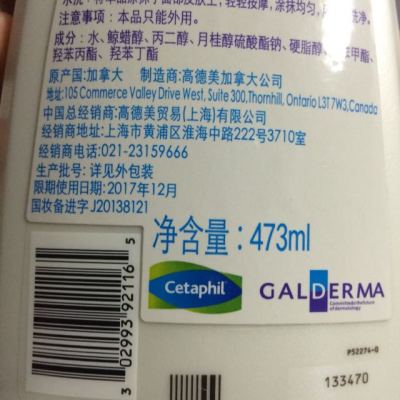 水洗：将本品涂抹于面部皮肤上，轻轻按摩，涂抹均匀，
注意事项：本品只能外用。
成分：水、鲸蜡醇、丙二醇、月桂醇硫酸酯钠、硬脂醇、
羟苯丙酯、羟苯丁酯
原产国:加拿大 制造商:高德美加拿大公司
地址:105 Commerce Valley Drive West, Suite 300,Thornhill, Ontario L3T 7W3,Canada
中国总经销商:高德美贸易(上海)有限公司
经销商地址:上海市黄浦区淮海中路222号3710室
经销商电话:021-23159666
生产批号：详见外包装
限期使用日期:2017年12月
国妆备进字J20138121
净含量：473ml
Cetaphil
GALDERMA
Committed to the future
of dermatology
3 02993 92116 5
P52274-0
133470